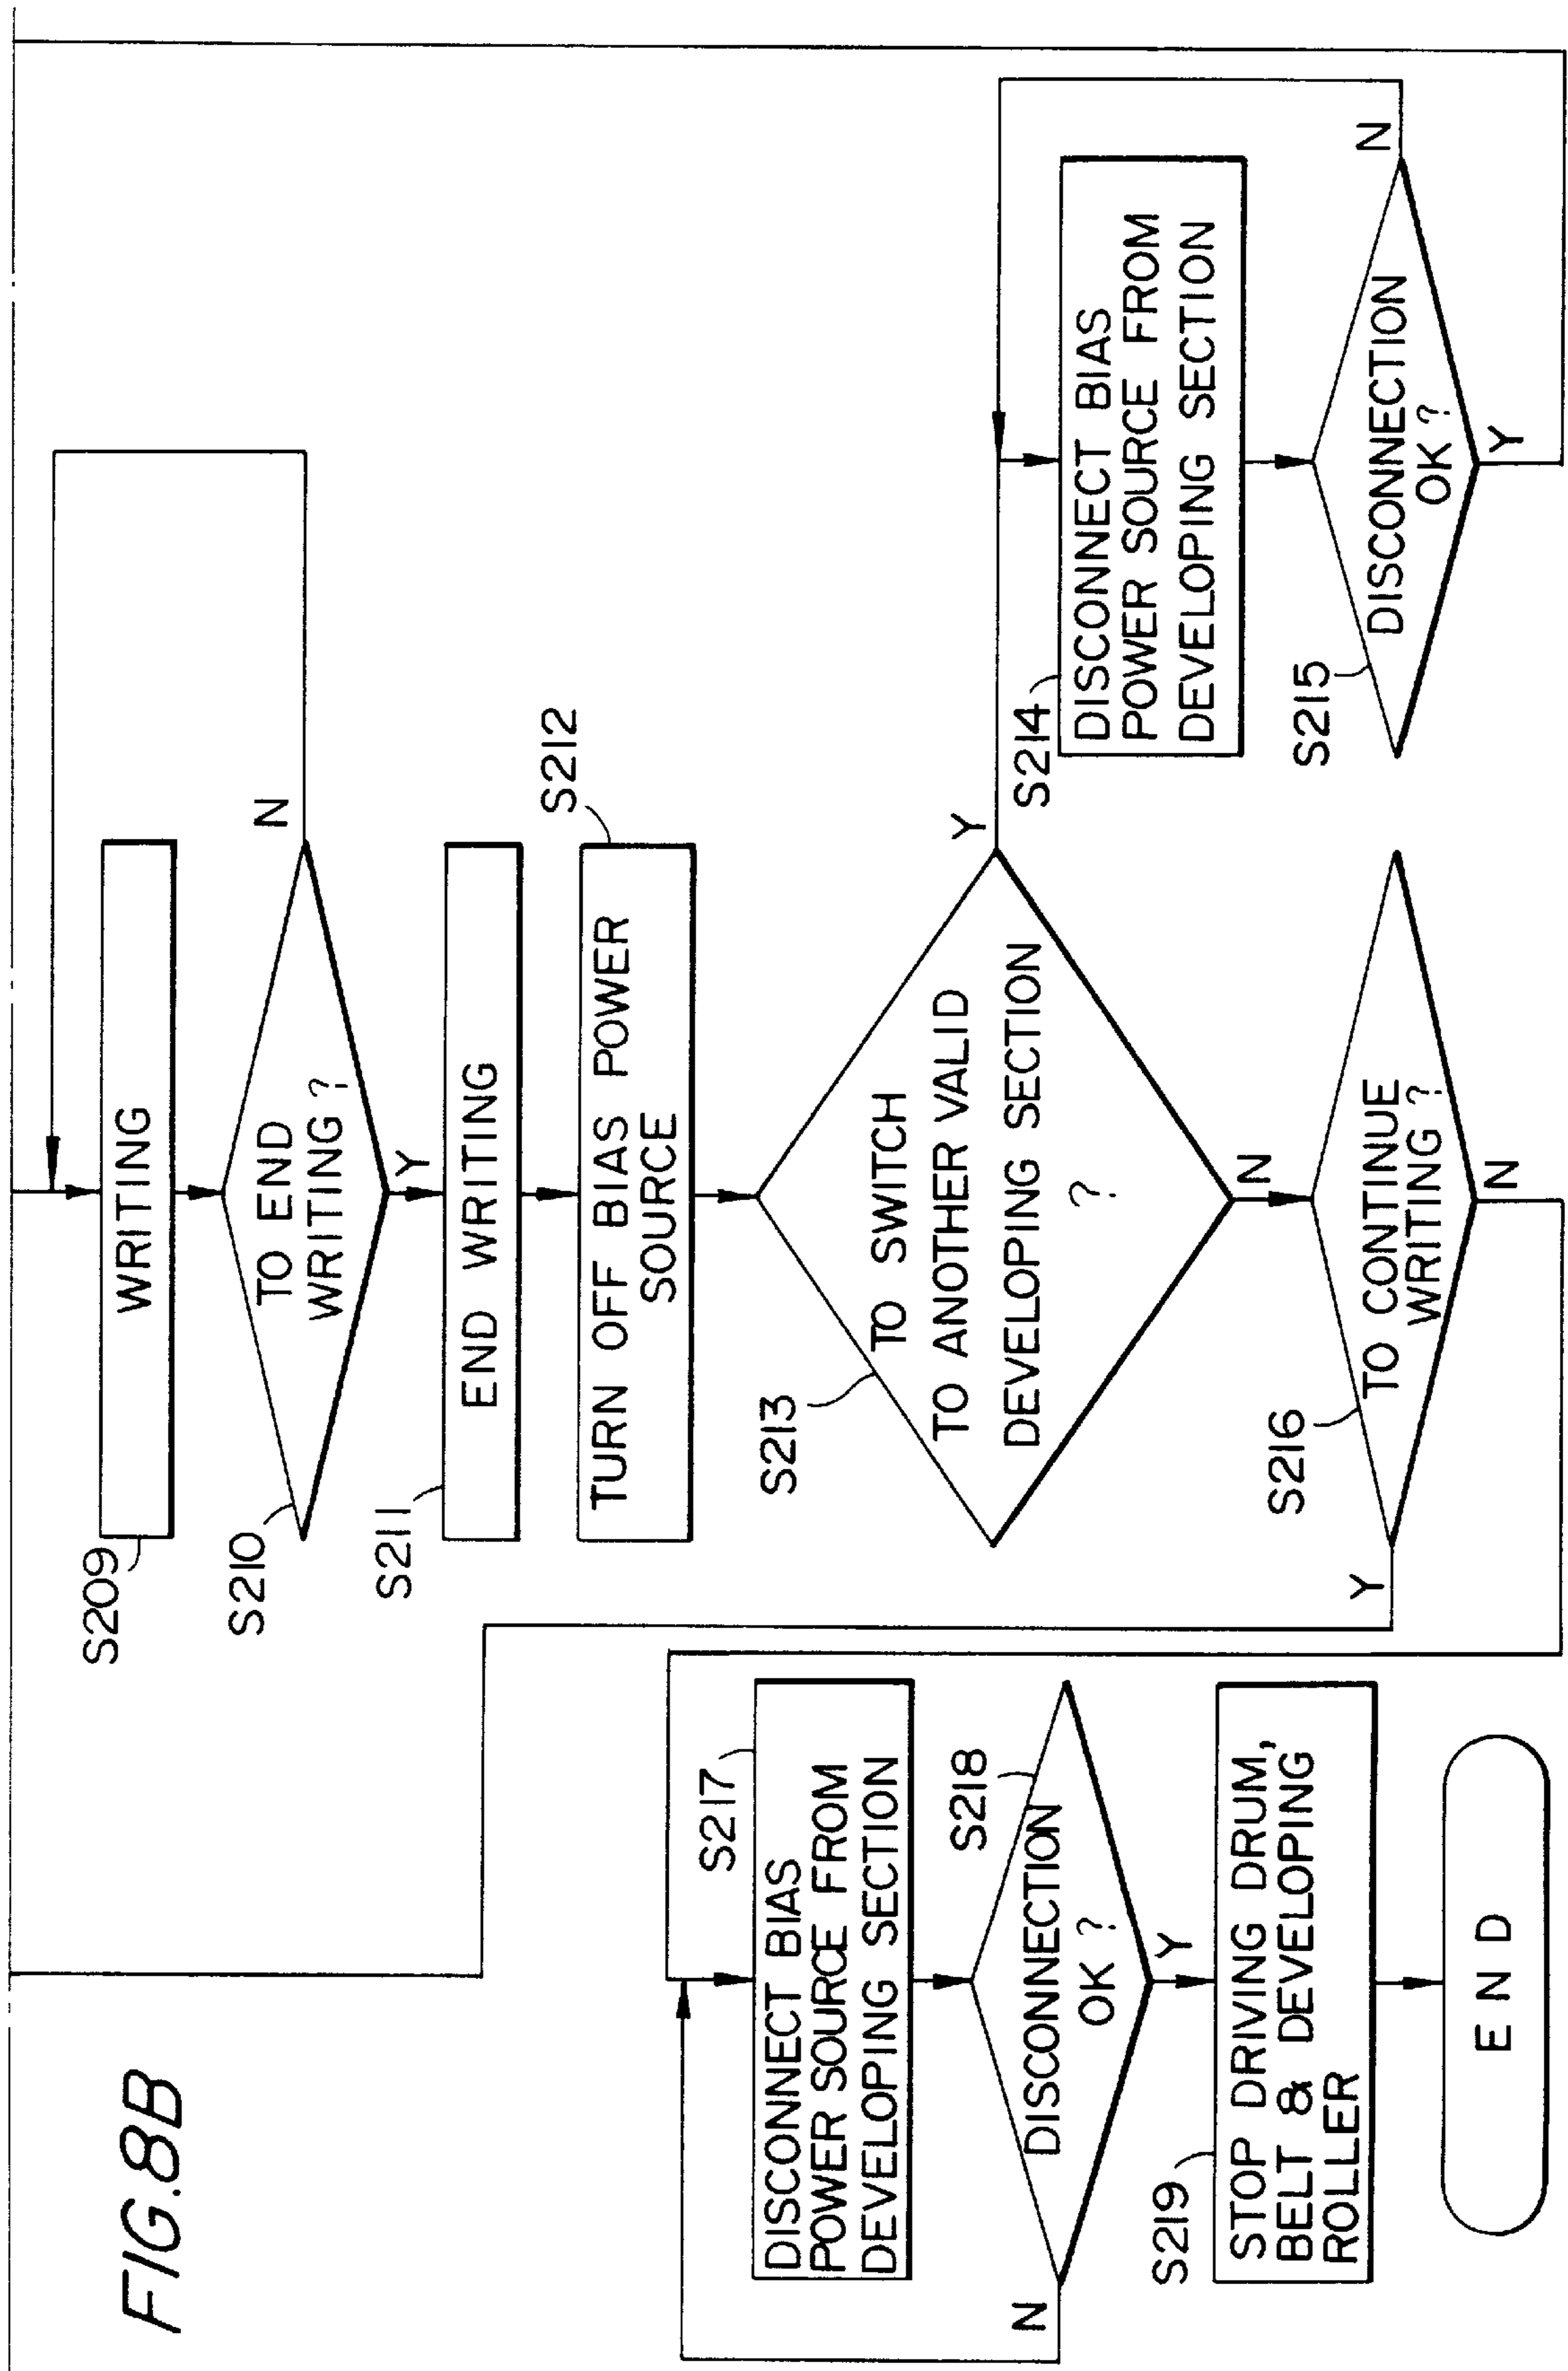 FIG.8B
S209
WRITING
S210
TO END
WRITING ?
N
Y
S211
END WRITING
S212
TURN OFF BIAS POWER
SOURCE
S213
TO SWITCH
TO ANOTHER VALID
DEVELOPING SECTION
?
Y
N
S214
DISCONNECT BIAS
POWER SOURCE FROM
DEVELOPING SECTION
S215
DISCONNECTION
OK ?
N
Y
S216
TO CONTINUE
WRITING ?
Y
N
S217
DISCONNECT BIAS
POWER SOURCE FROM
DEVELOPING SECTION
S218
DISCONNECTION
OK ?
N
Y
S219
STOP DRIVING DRUM,
BELT & DEVELOPING
ROLLER
END